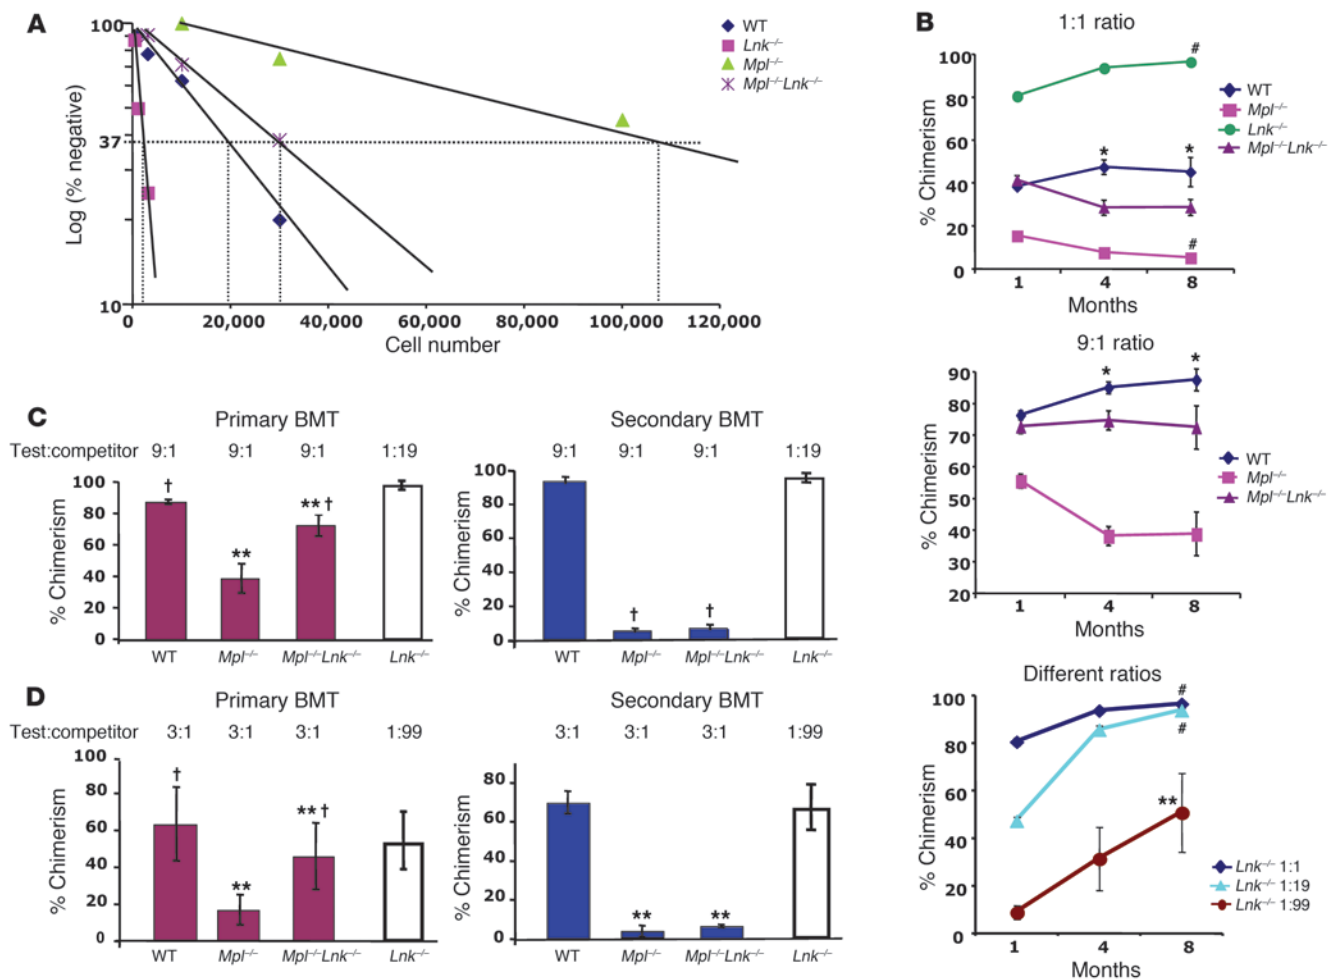 A
100
37
10
Log (% negative)
0 20,000 40,000 60,000 80,000 100,000 120,000
Cell number
WT
Lnk–/–
Mpl–/–
Mpl–/–Lnk–/–
B
1:1 ratio
% Chimerism
100
80
60
40
20
0
* *
#
#
1 4 8
Months
WT
Mpl–/–
Lnk–/–
Mpl–/–Lnk–/–
9:1 ratio
% Chimerism
90
80
70
60
50
40
30
20
* *
1 4 8
Months
WT
Mpl–/–
Mpl–/–Lnk–/–
Different ratios
% Chimerism
100
80
60
40
20
0
#
#
**
1 4 8
Months
Lnk–/– 1:1
Lnk–/– 1:19
Lnk–/– 1:99
C
Primary BMT
Test:competitor 9:1 9:1 9:1 1:19
% Chimerism
100
80
60
40
20
0
† ** **†
WT Mpl–/– Mpl–/–Lnk–/– Lnk–/–
Secondary BMT
9:1 9:1 9:1 1:19
% Chimerism
100
80
60
40
20
0
† †
WT Mpl–/– Mpl–/–Lnk–/– Lnk–/–
D
Primary BMT
Test:competitor 3:1 3:1 3:1 1:99
% Chimerism
100
80
60
40
20
0
† ** **†
WT Mpl–/– Mpl–/–Lnk–/– Lnk–/–
Secondary BMT
3:1 3:1 3:1 1:99
% Chimerism
80
60
40
20
0
** **
WT Mpl–/– Mpl–/–Lnk–/– Lnk–/–